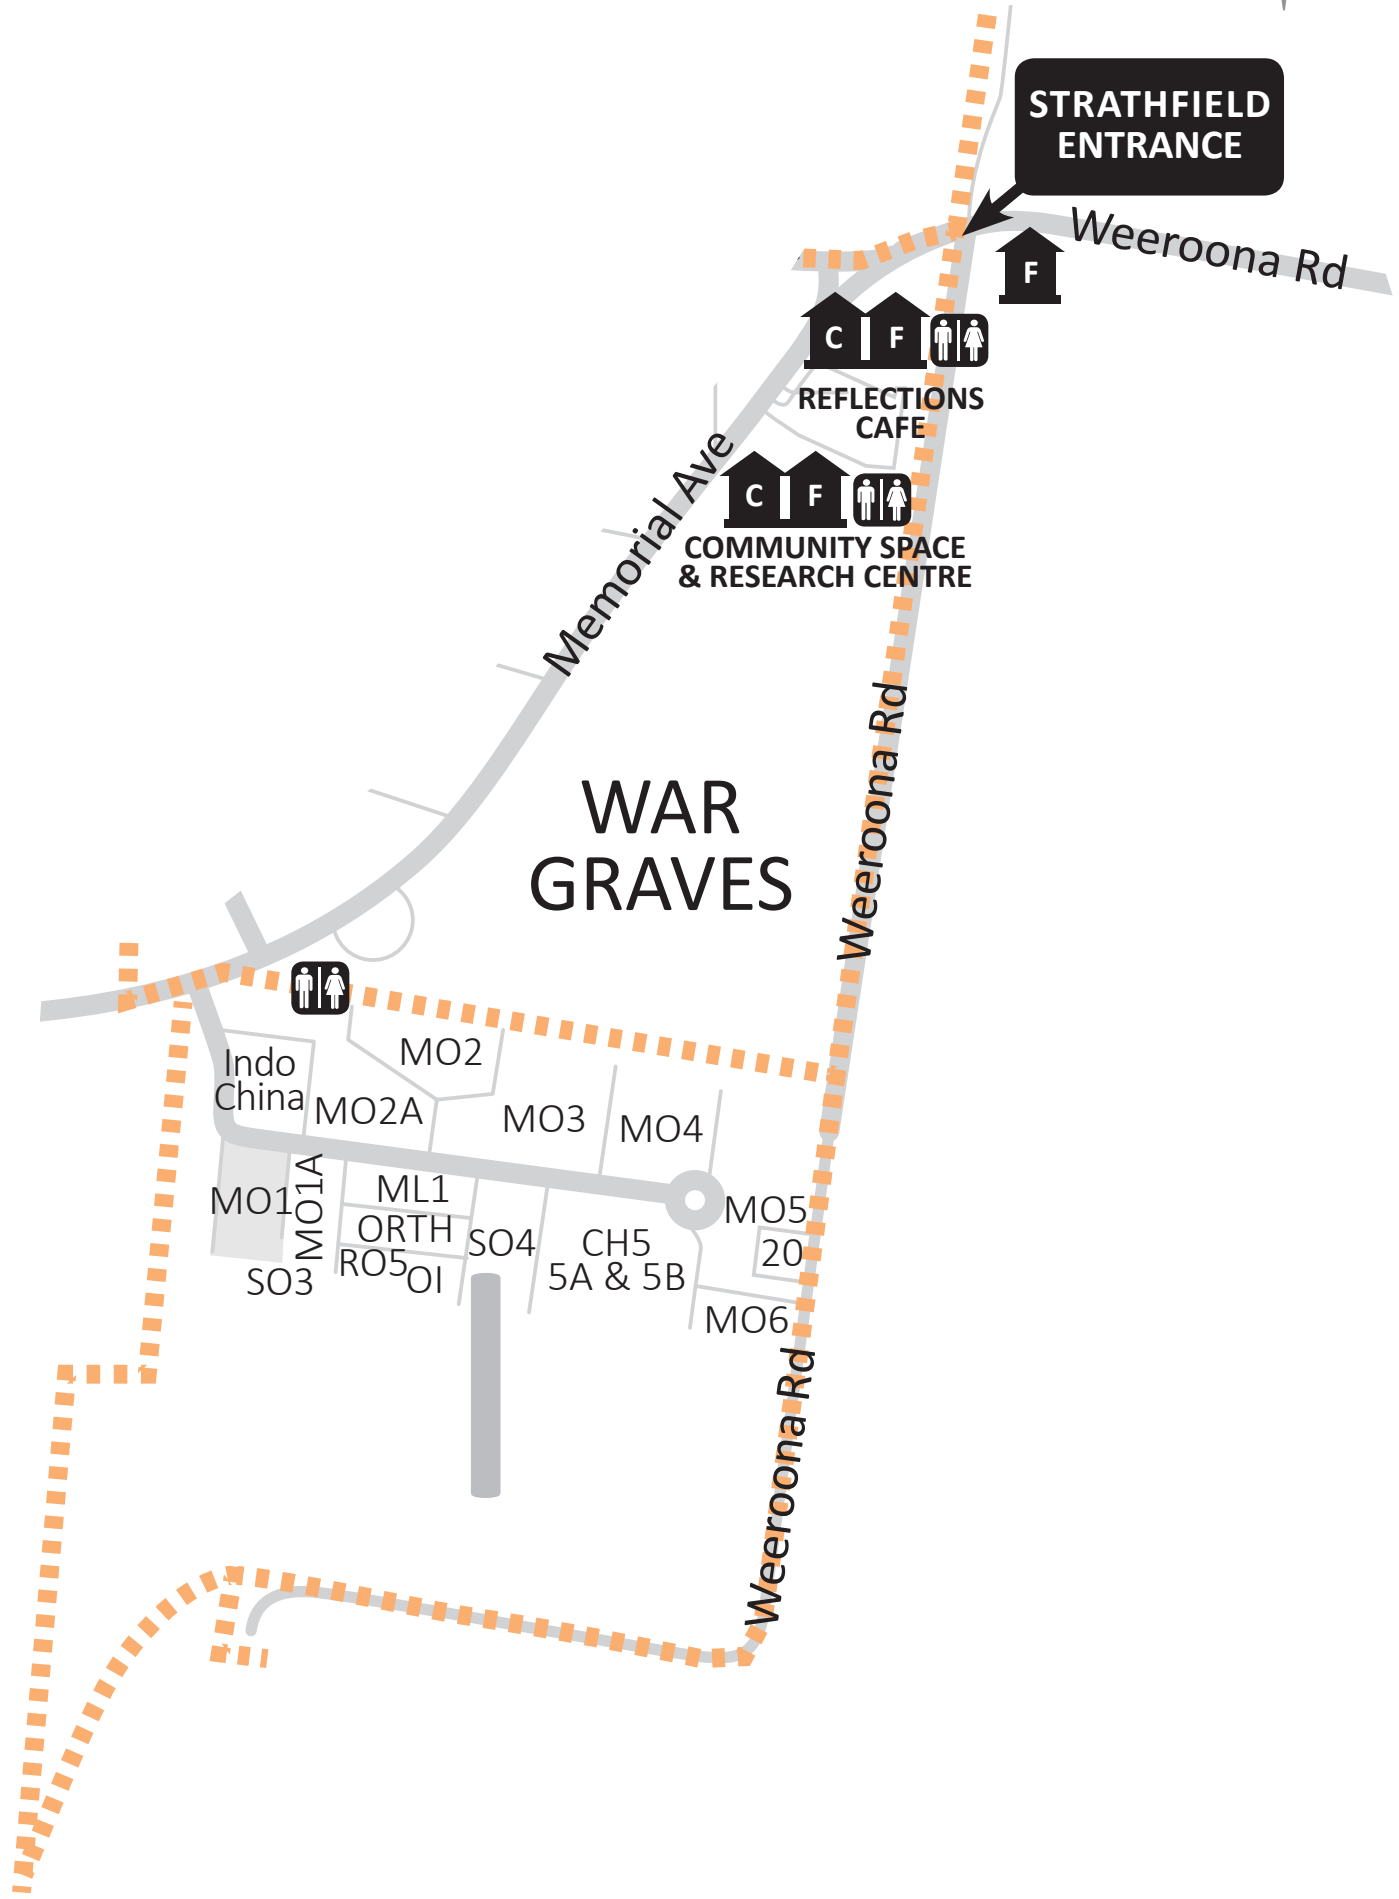 STRATHFIELD
ENTRANCE
Weeroona Rd
F
C F
REFLECTIONS
CAFE
Memorial Ave
C F
COMMUNITY SPACE
& RESEARCH CENTRE
Weeroona Rd
WAR
GRAVES
Indo
China
MO2
MO2A
MO3
MO4
MO1
MO1A
ML1
ORTH
RO5
OI
SO3
SO4
CH5
5A & 5B
MO5
20
MO6
Weeroona Rd